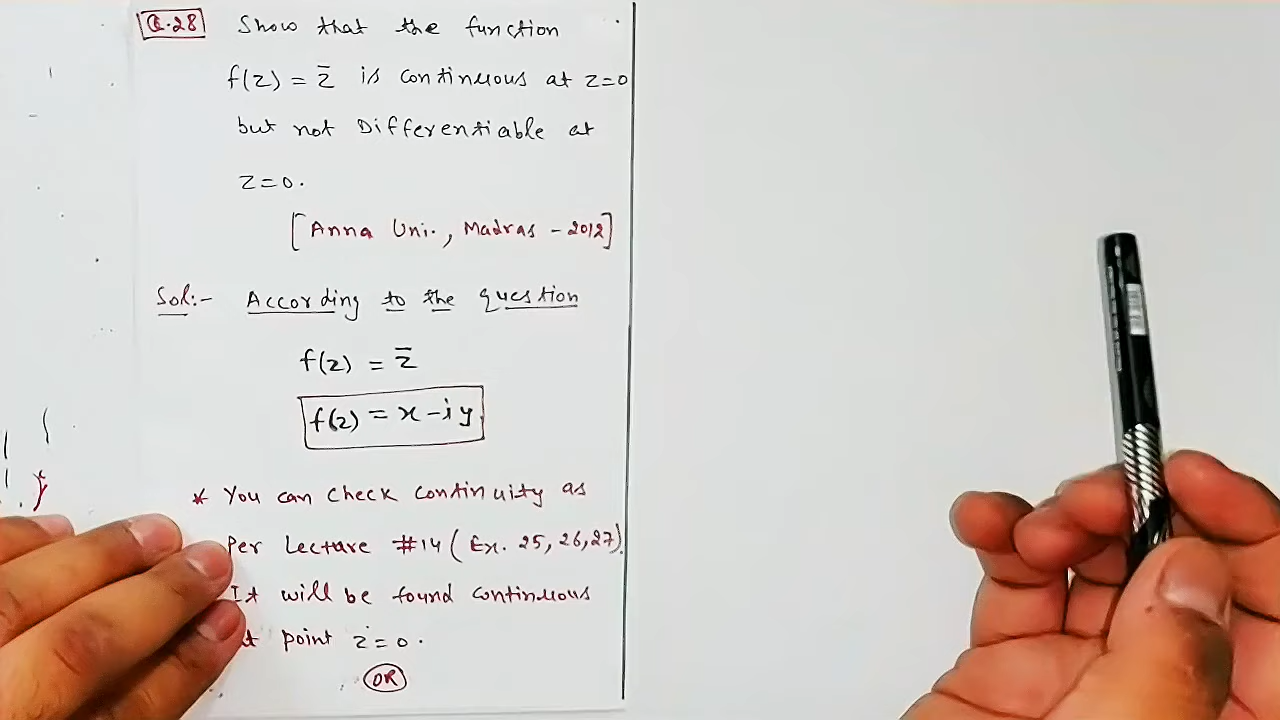 Q.28 Show that the function
f(z) = z̄ is continuous at z=0
but not Differentiable at
z=0.
[Anna Uni., Madras - 2012]
Sol:- According to the question
f(z) = z̄
f(z) = x - iy
* You can check continuity as
Per Lecture #14 (Ex. 25, 26, 27).
It will be found continuous
point z=0.
OR